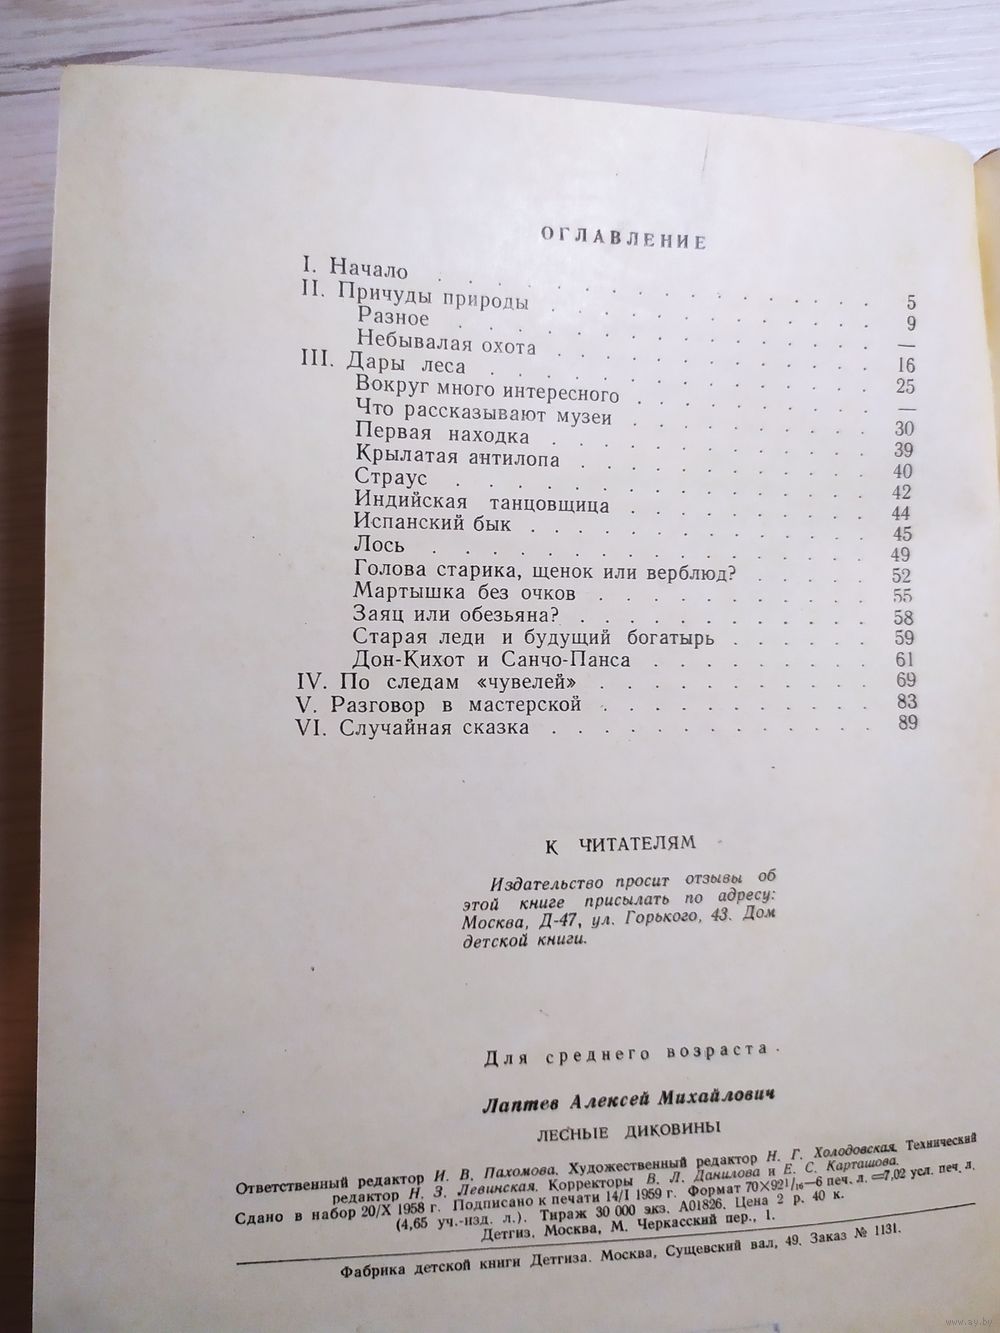 ОГЛАВЛЕНИЕ
I. Начало . . . . . . . . . . . . . 5
II. Причуды природы . . . . . . . . . . 9
Разное . . . . . . . . . . . . —
Небывалая охота . . . . . . . . . . 16
III. Дары леса . . . . . . . . . . . . 25
Вокруг много интересного . . . . . . . —
Что рассказывают музеи . . . . . . . 30
Первая находка . . . . . . . . . . 39
Крылатая антилопа . . . . . . . . . 40
Страус . . . . . . . . . . . . 42
Индийская танцовщица . . . . . . . 44
Испанский бык . . . . . . . . . . 45
Лось . . . . . . . . . . . . . 49
Голова старика, щенок или верблюд? . . . . 52
Мартышка без очков . . . . . . . . 55
Заяц или обезьяна? . . . . . . . . . 58
Старая леди и будущий богатырь . . . . . 59
Дон-Кихот и Санчо-Панса . . . . . . . 61
IV. По следам «чувелей» . . . . . . . . 69
V. Разговор в мастерской . . . . . . . . 83
VI. Случайная сказка . . . . . . . . . . 89
К ЧИТАТЕЛЯМ
Издательство просит отзывы об
этой книге присылать по адресу:
Москва, Д-47, ул. Горького, 43. Дом
детской книги.
Для среднего возраста
Лаптев Алексей Михайлович
ЛЕСНЫЕ ДИКОВИНЫ
Ответственный редактор И. В. Пахомова. Художественный редактор Н. Г. Холодовская. Технический
редактор Н. З. Левинская. Корректоры В. Л. Данилова и Е. С. Карташова.
Сдано в набор 20/X 1958 г. Подписано к печати 14/I 1959 г. Формат 70×92¹/₁₆—6 печ. л. =7,02 усл. печ. л.
(4,65 уч.-изд. л.). Тираж 30 000 экз. А01826. Цена 2 р. 40 к.
Детгиз. Москва, М. Черкасский пер., 1.
Фабрика детской книги Детгиза. Москва, Сущевский вал, 49. Заказ № 1131.
www.ay.by